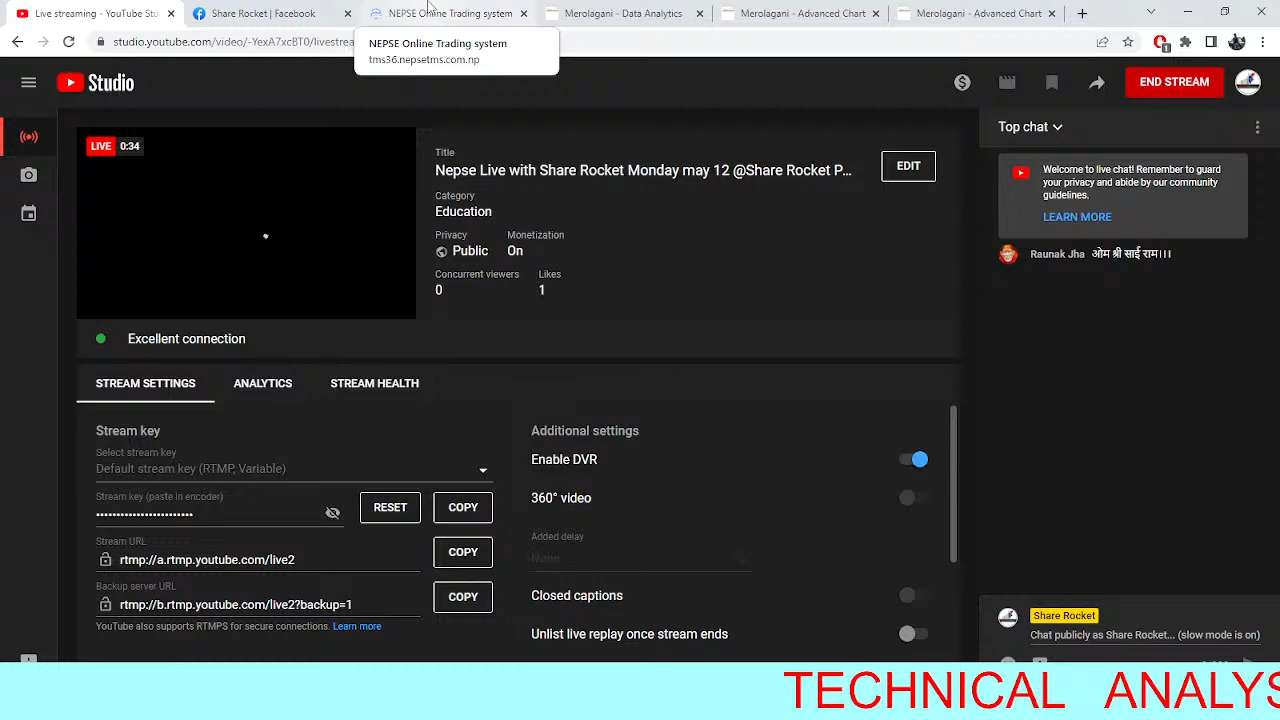 Live streaming - YouTube Stu
Share Rocket | Facebook
NEPSE Online Trading system
Merolagani - Data Analytics
Merolagani - Advanced Chart
Merolagani - Advanced Chart
studio.youtube.com/video/-YexA7xcBT0/livestrea
NEPSE Online Trading system
tms36.nepsetms.com.np
Studio
END STREAM
LIVE 0:34
Title
Nepse Live with Share Rocket Monday may 12 @Share Rocket P...
EDIT
Category
Education
Privacy Monetization
Public On
Concurrent viewers Likes
0 1
Excellent connection
Top chat
Welcome to live chat! Remember to guard
your privacy and abide by our community
guidelines.
LEARN MORE
Raunak Jha ओम श्री साई राम।।।
STREAM SETTINGS ANALYTICS STREAM HEALTH
Stream key
Select stream key
Default stream key (RTMP, Variable)
Stream key (paste in encoder)
RESET COPY
Stream URL
rtmp://a.rtmp.youtube.com/live2
COPY
Backup server URL
rtmp://b.rtmp.youtube.com/live2?backup=1
COPY
YouTube also supports RTMPS for secure connections. Learn more
Additional settings
Enable DVR
360° video
Added delay
None
Closed captions
Unlist live replay once stream ends
Share Rocket
Chat publicly as Share Rocket... (slow mode is on)
TECHNICAL ANALYS